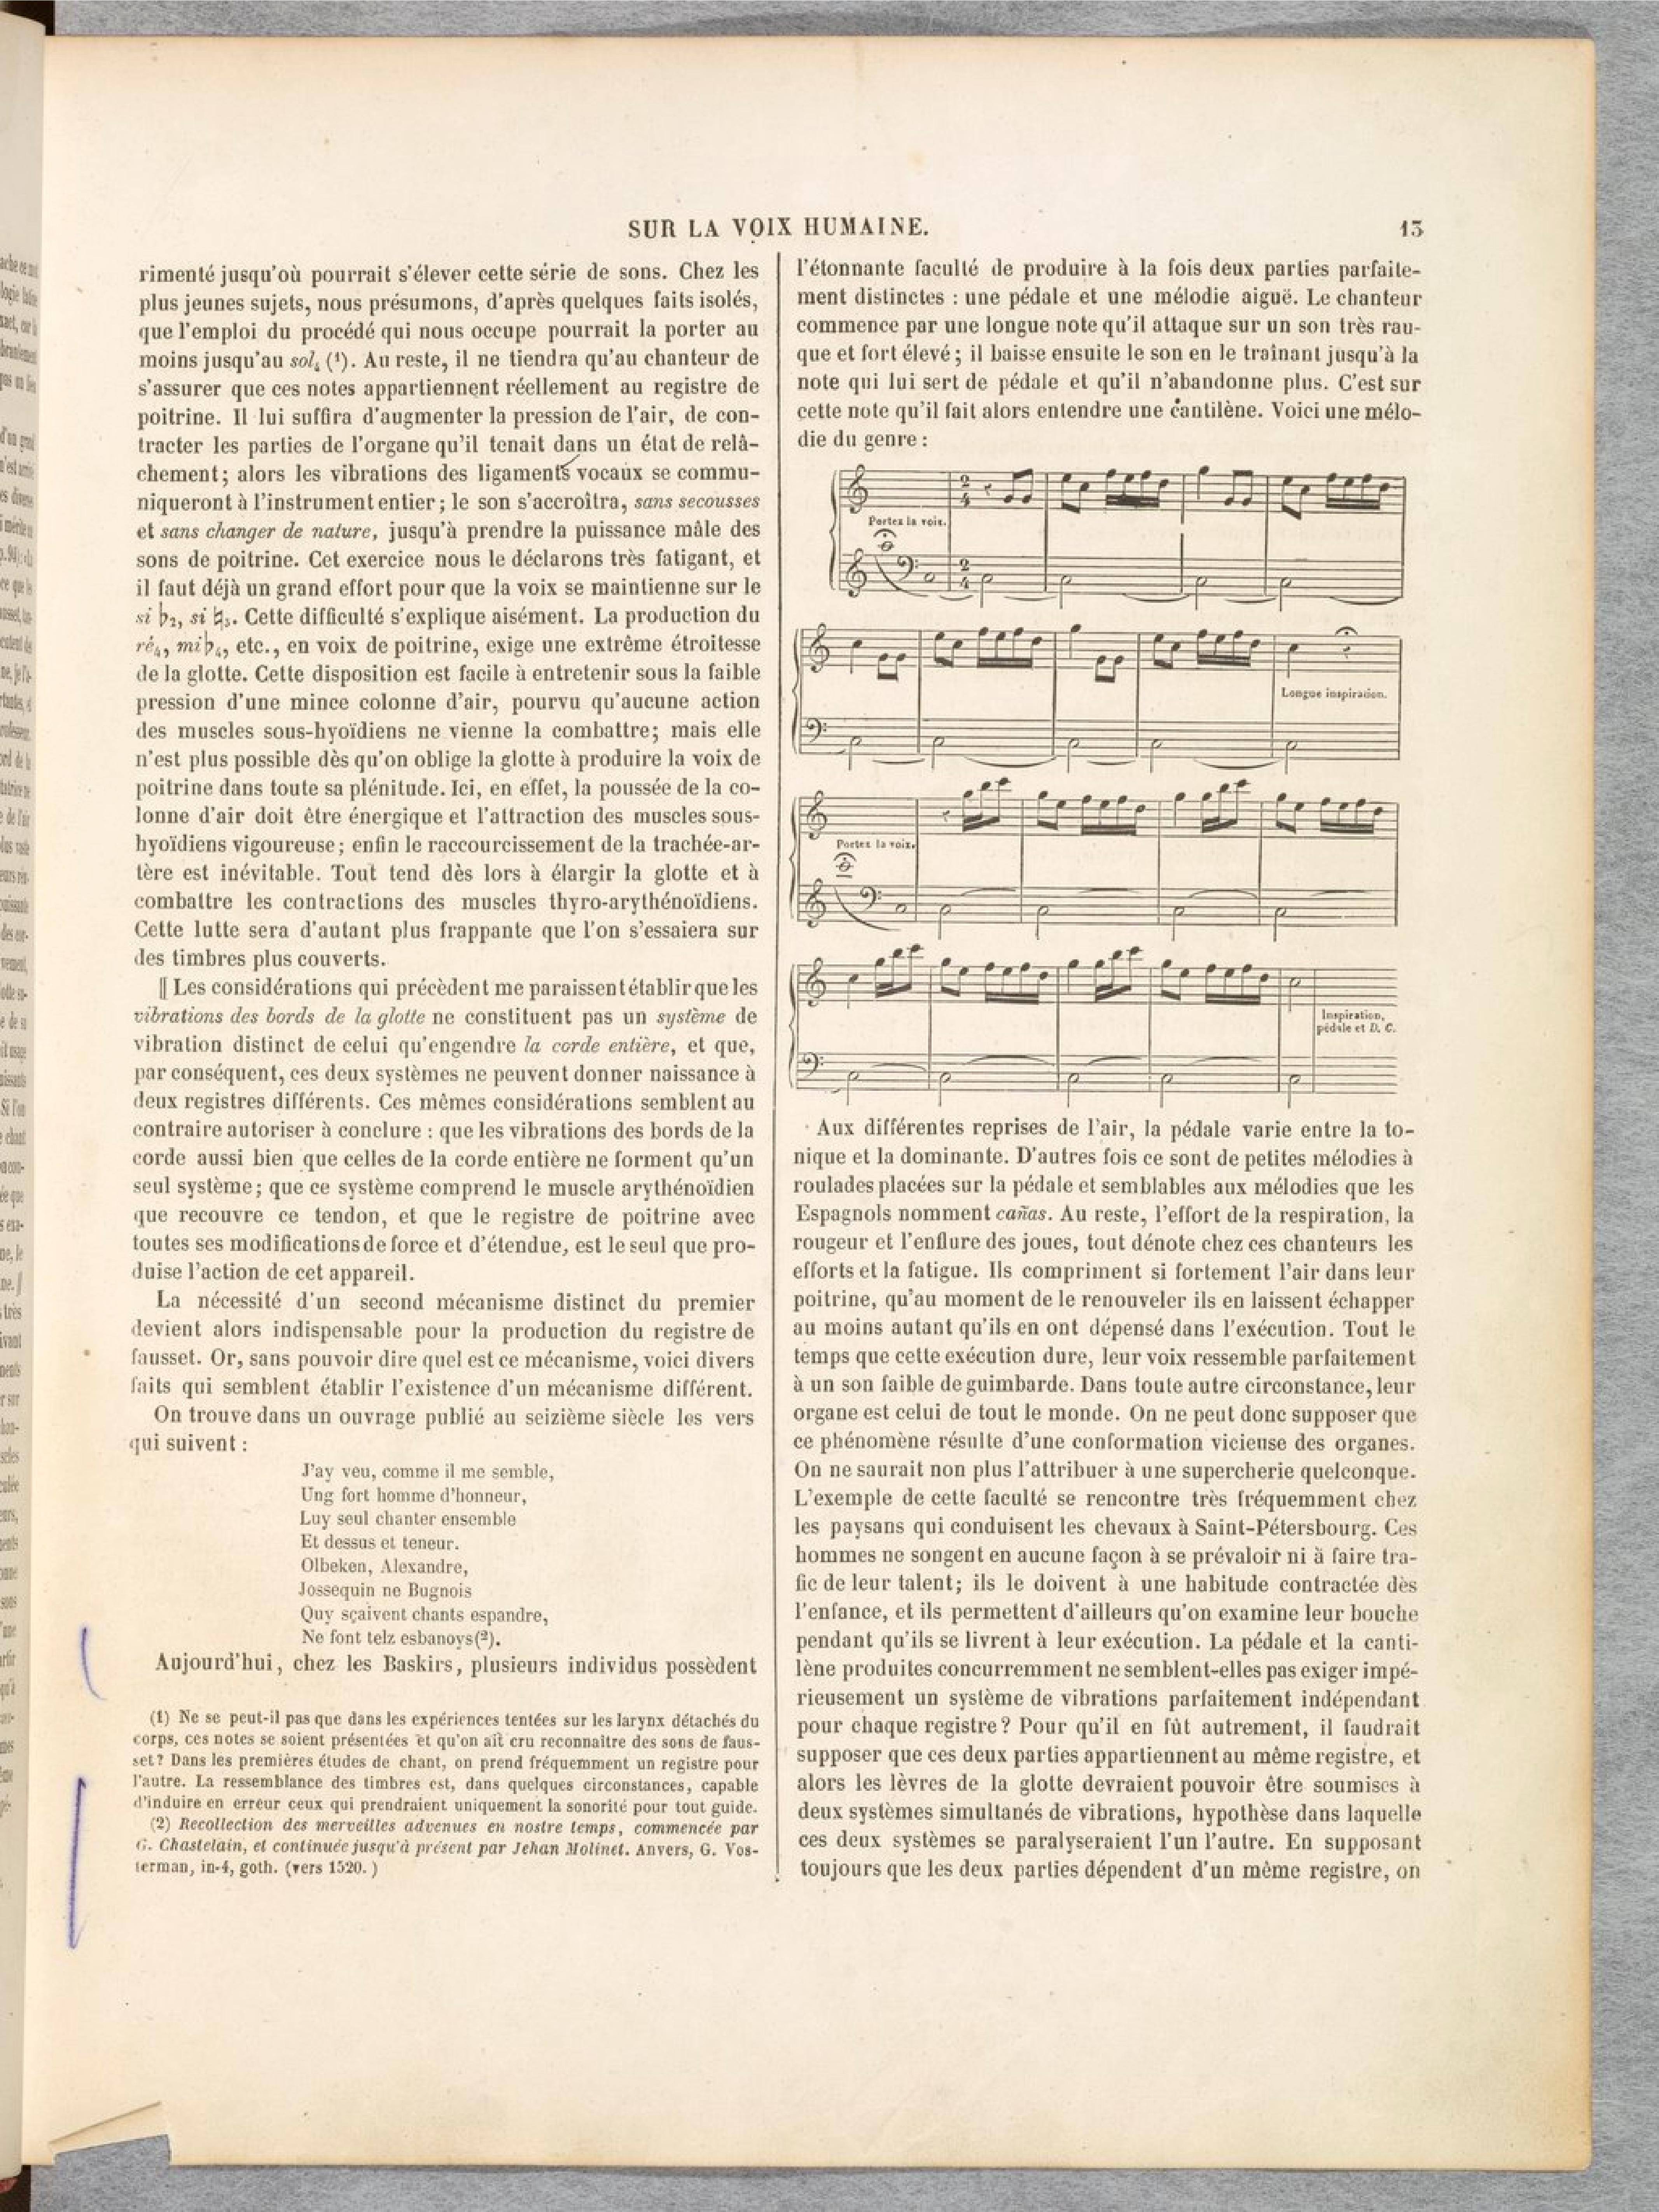 SUR LA VOIX HUMAINE.
13
rimenté jusqu'où pourrait s'élever cette série de sons. Chez les
plus jeunes sujets, nous présumons, d'après quelques faits isolés,
que l'emploi du procédé qui nous occupe pourrait la porter au
moins jusqu'au sol₄ (1). Au reste, il ne tiendra qu'au chanteur de
s'assurer que ces notes appartiennent réellement au registre de
poitrine. Il lui suffira d'augmenter la pression de l'air, de con-
tracter les parties de l'organe qu'il tenait dans un état de relâ-
chement; alors les vibrations des ligaments vocaux se commu-
niqueront à l'instrument entier; le son s'accroîtra, sans secousses
et sans changer de nature, jusqu'à prendre la puissance mâle des
sons de poitrine. Cet exercice nous le déclarons très fatigant, et
il faut déjà un grand effort pour que la voix se maintienne sur le
si ♭₂, si ♮₃. Cette difficulté s'explique aisément. La production du
ré₄, mi♭₄, etc., en voix de poitrine, exige une extrême étroitesse
de la glotte. Cette disposition est facile à entretenir sous la faible
pression d'une mince colonne d'air, pourvu qu'aucune action
des muscles sous-hyoïdiens ne vienne la combattre; mais elle
n'est plus possible dès qu'on oblige la glotte à produire la voix de
poitrine dans toute sa plénitude. Ici, en effet, la poussée de la co-
lonne d'air doit être énergique et l'attraction des muscles sous-
hyoïdiens vigoureuse; enfin le raccourcissement de la trachée-ar-
tère est inévitable. Tout tend dès lors à élargir la glotte et à
combattre les contractions des muscles thyro-arythénoïdiens.
Cette lutte sera d'autant plus frappante que l'on s'essaiera sur
des timbres plus couverts.
‖ Les considérations qui précèdent me paraissent établir que les
vibrations des bords de la glotte ne constituent pas un système de
vibration distinct de celui qu'engendre la corde entière, et que,
par conséquent, ces deux systèmes ne peuvent donner naissance à
deux registres différents. Ces mêmes considérations semblent au
contraire autoriser à conclure : que les vibrations des bords de la
corde aussi bien que celles de la corde entière ne forment qu'un
seul système; que ce système comprend le muscle arythénoïdien
que recouvre ce tendon, et que le registre de poitrine avec
toutes ses modifications de force et d'étendue, est le seul que pro-
duise l'action de cet appareil.
La nécessité d'un second mécanisme distinct du premier
devient alors indispensable pour la production du registre de
fausset. Or, sans pouvoir dire quel est ce mécanisme, voici divers
faits qui semblent établir l'existence d'un mécanisme différent.
On trouve dans un ouvrage publié au seizième siècle les vers
qui suivent :
J'ay veu, comme il me semble,
Ung fort homme d'honneur,
Luy seul chanter ensemble
Et dessus et teneur.
Olbeken, Alexandre,
Jossequin ne Bugnois
Quy sçaivent chants espandre,
Ne font telz esbanoys(2).
Aujourd'hui, chez les Baskirs, plusieurs individus possèdent
(1) Ne se peut-il pas que dans les expériences tentées sur les larynx détachés du
corps, ces notes se soient présentées et qu'on ait cru reconnaître des sons de faus-
set? Dans les premières études de chant, on prend fréquemment un registre pour
l'autre. La ressemblance des timbres est, dans quelques circonstances, capable
d'induire en erreur ceux qui prendraient uniquement la sonorité pour tout guide.
(2) Recollection des merveilles advenues en nostre temps, commencée par
G. Chastelain, et continuée jusqu'à présent par Jehan Molinet. Anvers, G. Vos-
terman, in-4, goth. (vers 1520.)
l'étonnante faculté de produire à la fois deux parties parfaite-
ment distinctes : une pédale et une mélodie aiguë. Le chanteur
commence par une longue note qu'il attaque sur un son très rau-
que et fort élevé; il baisse ensuite le son en le traînant jusqu'à la
note qui lui sert de pédale et qu'il n'abandonne plus. C'est sur
cette note qu'il fait alors entendre une cantilène. Voici une mélo-
die du genre :
Portez la voix.
Longue inspiration.
Portez la voix.
Inspiration,
pédale et D. C.
Aux différentes reprises de l'air, la pédale varie entre la to-
nique et la dominante. D'autres fois ce sont de petites mélodies à
roulades placées sur la pédale et semblables aux mélodies que les
Espagnols nomment cañas. Au reste, l'effort de la respiration, la
rougeur et l'enflure des joues, tout dénote chez ces chanteurs les
efforts et la fatigue. Ils compriment si fortement l'air dans leur
poitrine, qu'au moment de le renouveler ils en laissent échapper
au moins autant qu'ils en ont dépensé dans l'exécution. Tout le
temps que cette exécution dure, leur voix ressemble parfaitement
à un son faible de guimbarde. Dans toute autre circonstance, leur
organe est celui de tout le monde. On ne peut donc supposer que
ce phénomène résulte d'une conformation vicieuse des organes.
On ne saurait non plus l'attribuer à une supercherie quelconque.
L'exemple de cette faculté se rencontre très fréquemment chez
les paysans qui conduisent les chevaux à Saint-Pétersbourg. Ces
hommes ne songent en aucune façon à se prévaloir ni à faire tra-
fic de leur talent; ils le doivent à une habitude contractée dès
l'enfance, et ils permettent d'ailleurs qu'on examine leur bouche
pendant qu'ils se livrent à leur exécution. La pédale et la canti-
lène produites concurremment ne semblent-elles pas exiger impé-
rieusement un système de vibrations parfaitement indépendant
pour chaque registre? Pour qu'il en fût autrement, il faudrait
supposer que ces deux parties appartiennent au même registre, et
alors les lèvres de la glotte devraient pouvoir être soumises à
deux systèmes simultanés de vibrations, hypothèse dans laquelle
ces deux systèmes se paralyseraient l'un l'autre. En supposant
toujours que les deux parties dépendent d'un même registre, on